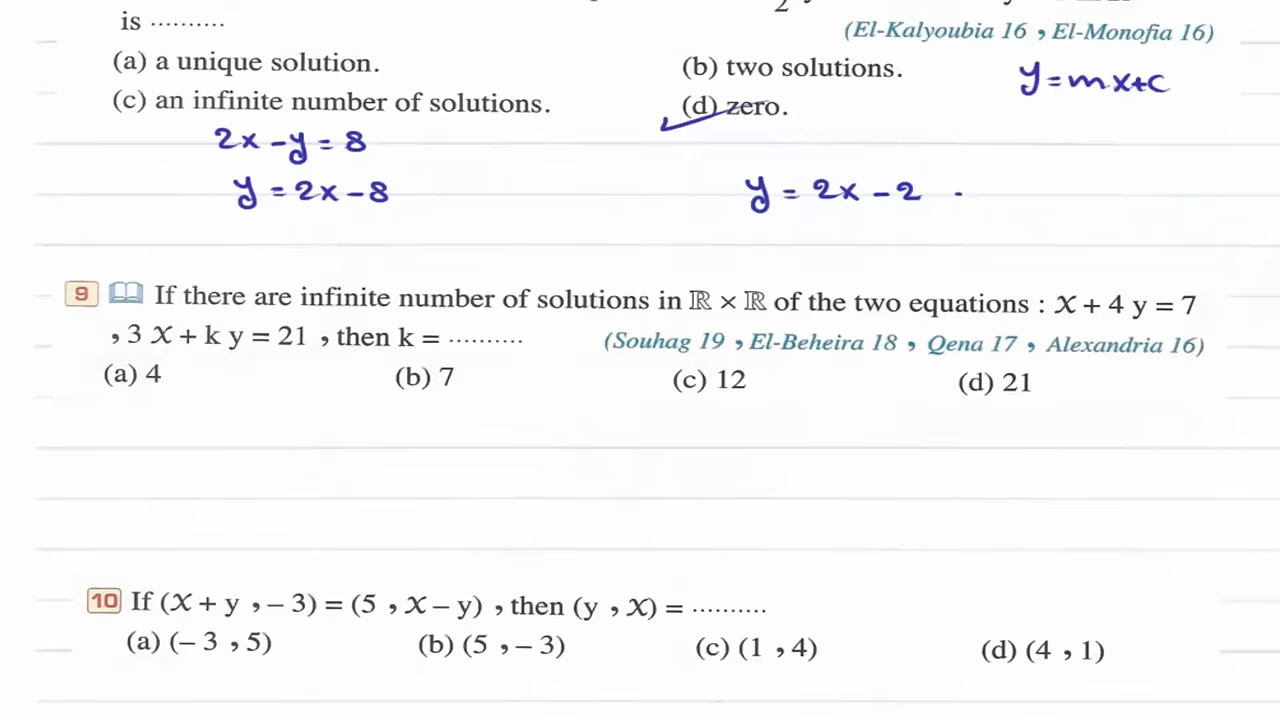 is ..........
(El-Kalyoubia 16 , El-Monofia 16)
(a) a unique solution.
(b) two solutions.
y = mx+c
(c) an infinite number of solutions.
(d) zero.
2x - y = 8
y = 2x - 8
y = 2x - 2
9 If there are infinite number of solutions in ℝ × ℝ of the two equations : X + 4 y = 7
, 3 X + k y = 21 , then k = ..........
(Souhag 19 , El-Beheira 18 , Qena 17 , Alexandria 16)
(a) 4 (b) 7 (c) 12 (d) 21
10 If (X + y , – 3) = (5 , X – y) , then (y , X) = ..........
(a) (– 3 , 5) (b) (5 , – 3) (c) (1 , 4) (d) (4 , 1)